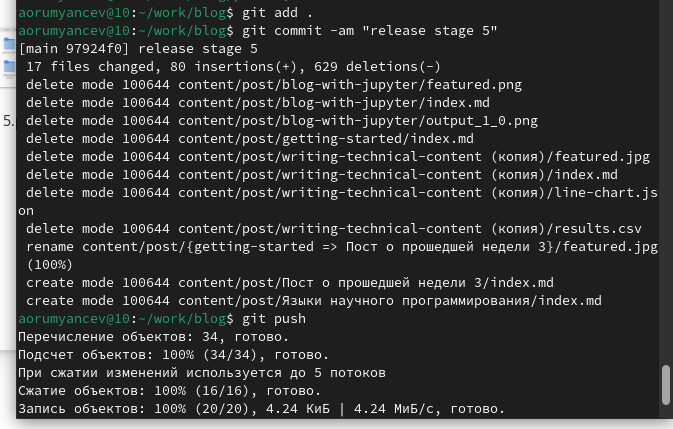 aorumyancev@10:~/work/blog$ git add .
aorumyancev@10:~/work/blog$ git commit -am "release stage 5"
[main 97924f0] release stage 5
 17 files changed, 80 insertions(+), 629 deletions(-)
 delete mode 100644 content/post/blog-with-jupyter/featured.png
 delete mode 100644 content/post/blog-with-jupyter/index.md
 delete mode 100644 content/post/blog-with-jupyter/output_1_0.png
 delete mode 100644 content/post/getting-started/index.md
 delete mode 100644 content/post/writing-technical-content (копия)/featured.jpg
 delete mode 100644 content/post/writing-technical-content (копия)/index.md
 delete mode 100644 content/post/writing-technical-content (копия)/line-chart.js
on
 delete mode 100644 content/post/writing-technical-content (копия)/results.csv
 rename content/post/{getting-started => Пост о прошедшей недели 3}/featured.jpg
 (100%)
 create mode 100644 content/post/Пост о прошедшей недели 3/index.md
 create mode 100644 content/post/Языки научного программирования/index.md
aorumyancev@10:~/work/blog$ git push
Перечисление объектов: 34, готово.
Подсчет объектов: 100% (34/34), готово.
При сжатии изменений используется до 5 потоков
Сжатие объектов: 100% (16/16), готово.
Запись объектов: 100% (20/20), 4.24 КиБ | 4.24 МиБ/с, готово.
5.